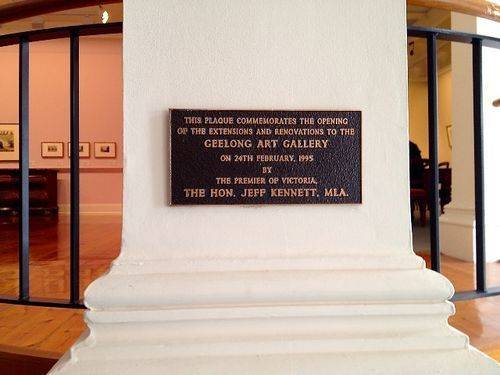 THIS PLAQUE COMMEMORATES THE OPENING
OF THE EXTENSIONS AND RENOVATIONS TO THE
GEELONG ART GALLERY
ON 24TH FEBRUARY, 1995
BY
THE PREMIER OF VICTORIA,
THE HON. JEFF KENNETT, MLA.